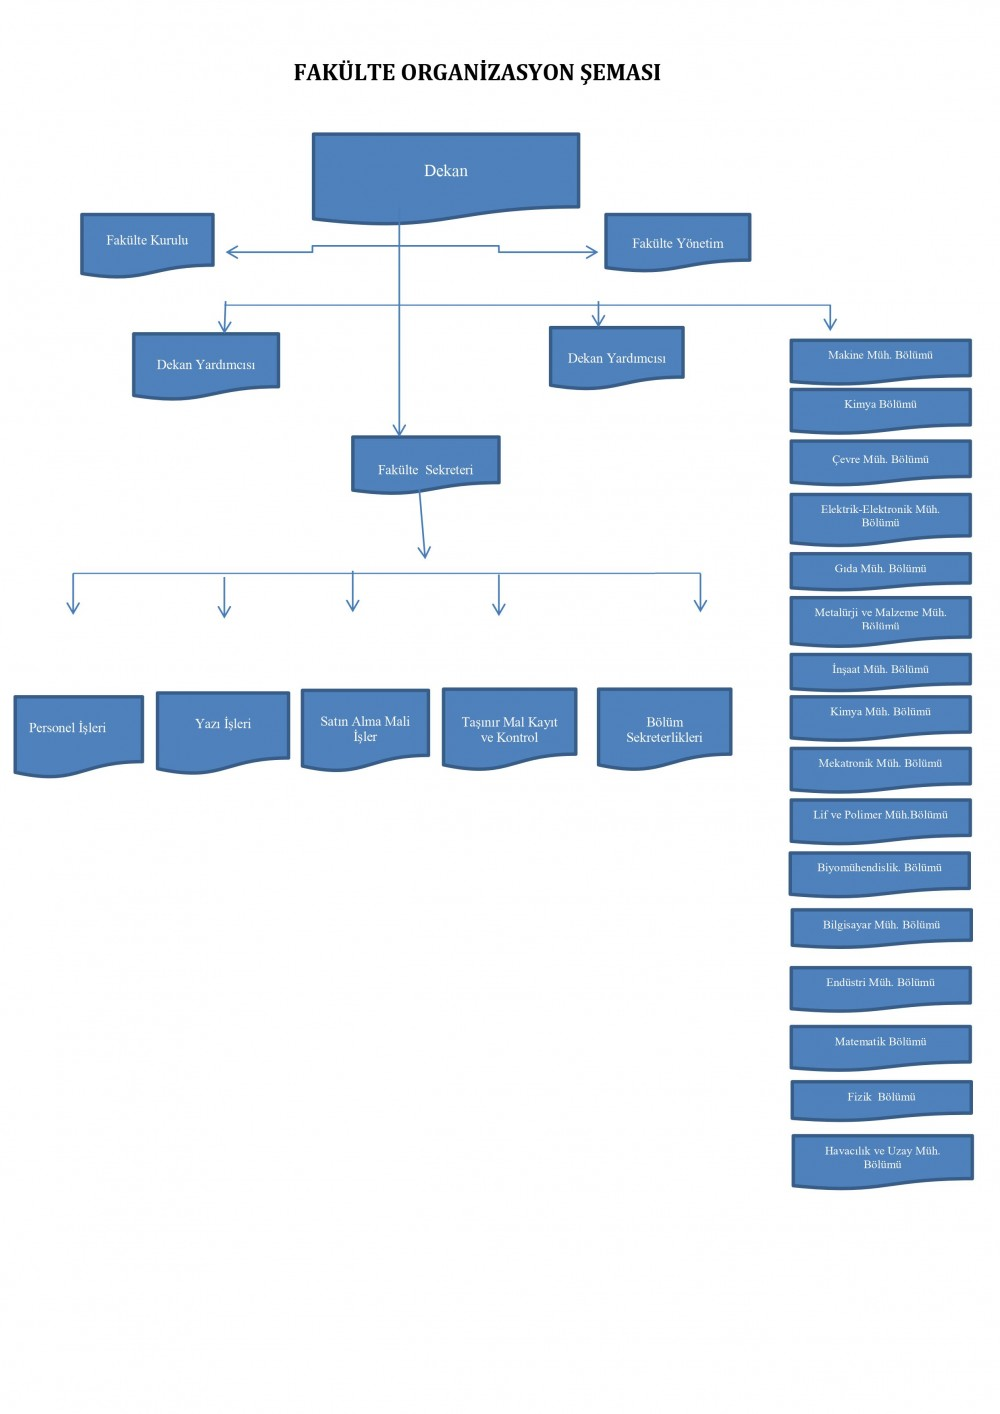 FAKÜLTE ORGANİZASYON ŞEMASI
Dekan
Fakülte Kurulu
Fakülte Yönetim
Dekan Yardımcısı
Dekan Yardımcısı
Fakülte  Sekreteri
Personel İşleri
Yazı İşleri
Satın Alma Mali
İşler
Taşınır Mal Kayıt
ve Kontrol
Bölüm
Sekreterlikleri
Makine Müh. Bölümü
Kimya Bölümü
Çevre Müh. Bölümü
Elektrik-Elektronik Müh.
Bölümü
Gıda Müh. Bölümü
Metalürji ve Malzeme Müh.
Bölümü
İnşaat Müh. Bölümü
Kimya Müh. Bölümü
Mekatronik Müh. Bölümü
Lif ve Polimer Müh.Bölümü
Biyomühendislik. Bölümü
Bilgisayar Müh. Bölümü
Endüstri Müh. Bölümü
Matematik Bölümü
Fizik  Bölümü
Havacılık ve Uzay Müh.
Bölümü